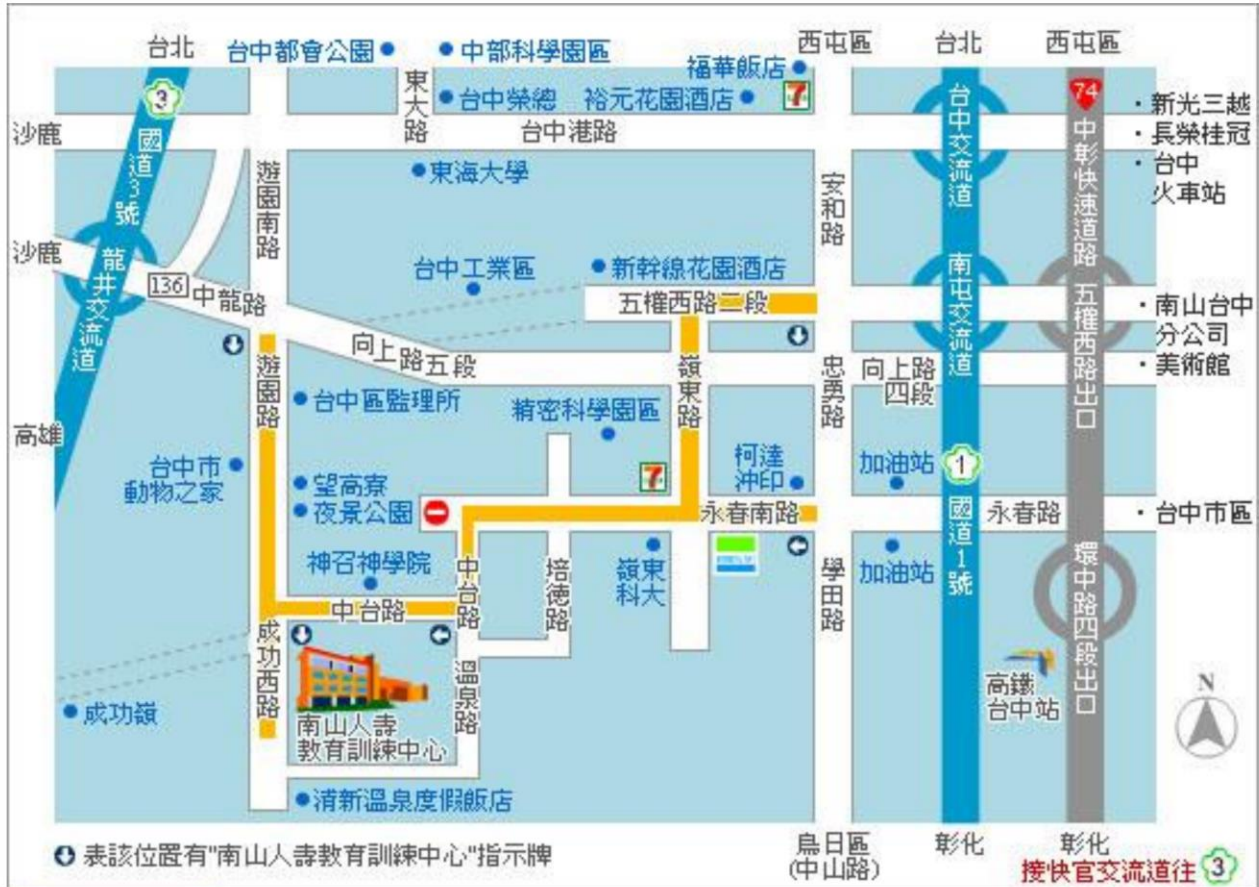 台北
台中都會公園
中部科學園區
西屯區
台北
西屯區
福華飯店
3
東大路
台中榮總
裕元花園酒店
7
74
新光三越
長榮桂冠
台中
火車站
沙鹿
台中港路
國道3號
遊園南路
東海大學
安和路
台中交流道
中彰快速道路
沙鹿
龍井交流道
136
中龍路
台中工業區
新幹線花園酒店
五權西路二段
南屯交流道
五權西路出口
南山台中
分公司
美術館
向上路五段
嶺東路
忠勇路
向上路
四段
遊園路
台中區監理所
精密科學園區
高雄
台中市
動物之家
望高寮
夜景公園
7
柯達
沖印
加油站
1
國道1號
永春南路
永春路
台中市區
神召神學院
中台路
培德路
嶺東
科大
學田路
加油站
環中路四段出口
中台路
成功西路
溫泉路
成功嶺
南山人壽
教育訓練中心
高鐵
台中站
N
清新溫泉度假飯店
表該位置有"南山人壽教育訓練中心"指示牌
烏日區
(中山路)
彰化
彰化
接快官交流道往 3